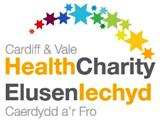 Cardiff & Vale
HealthCharity
ElusenIechyd
Caerdydd a'r Fro